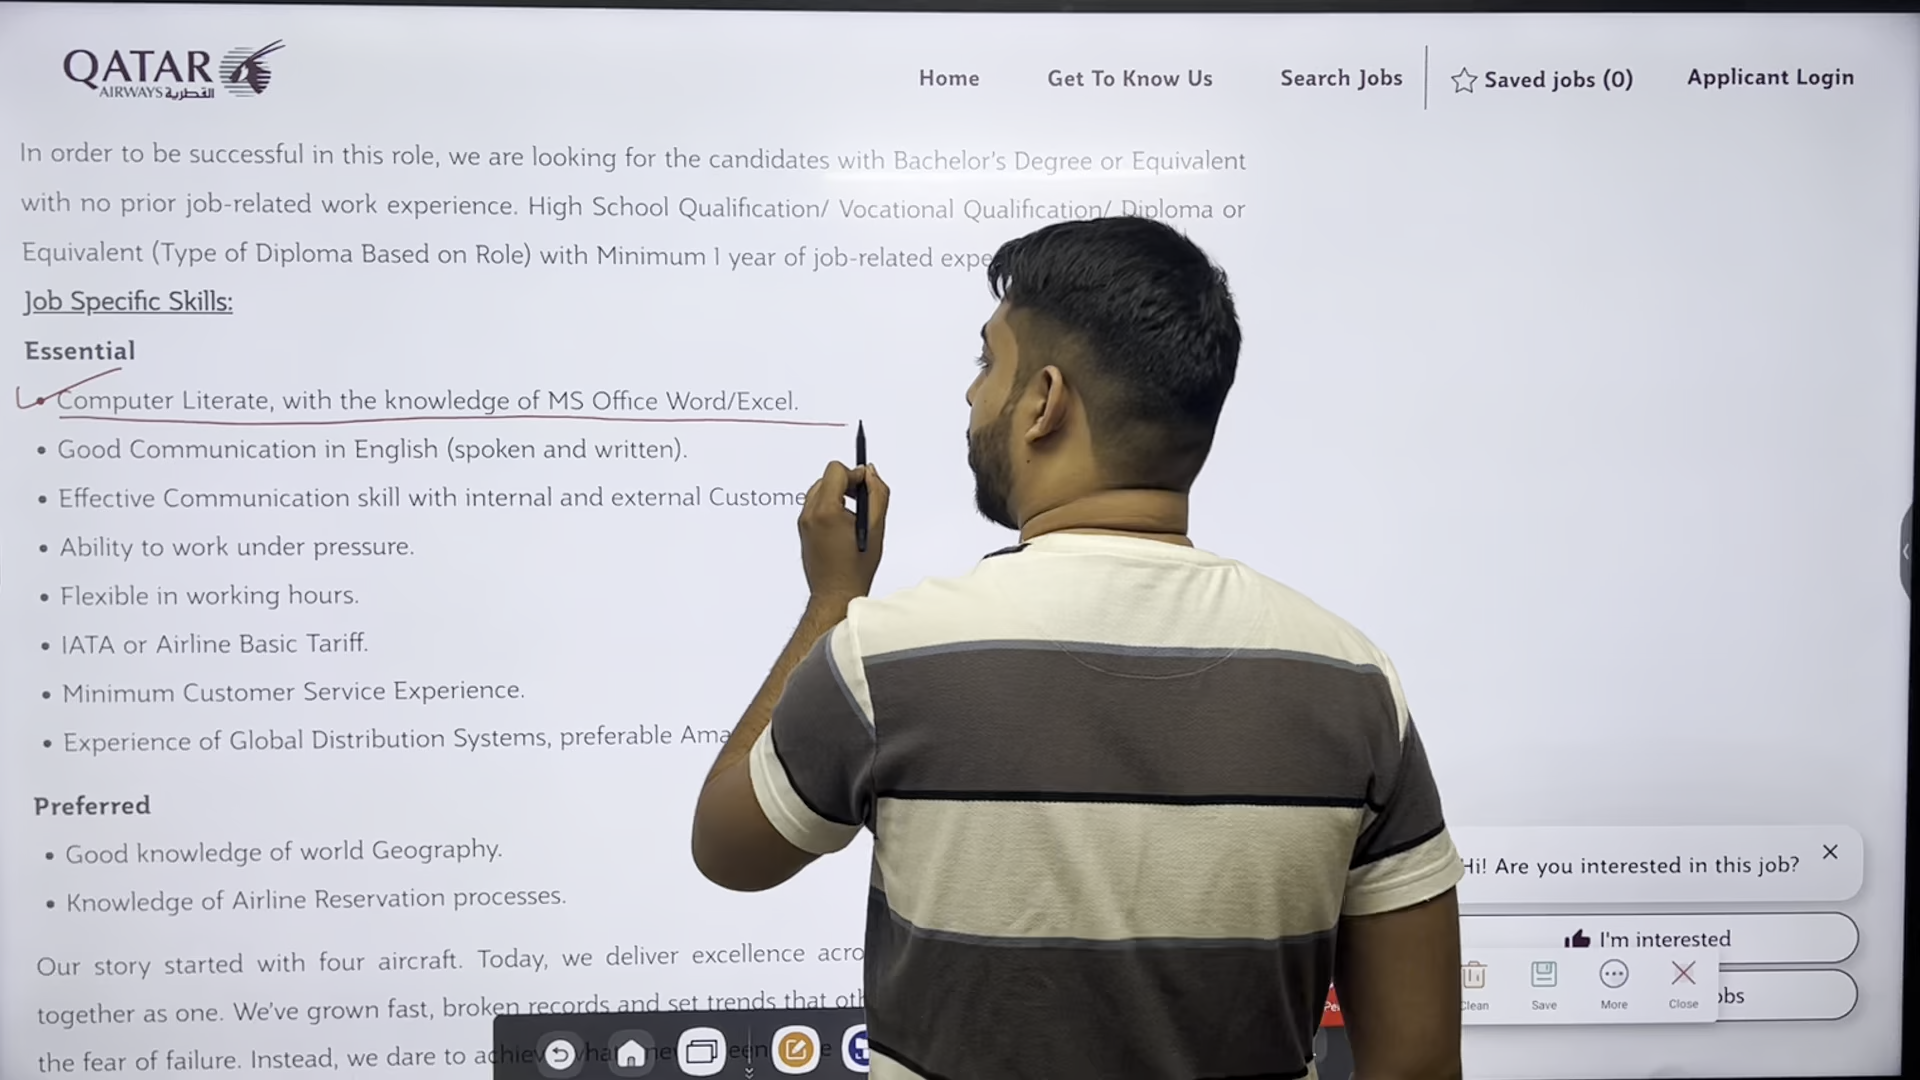 QATAR
AIRWAYS القطرية
Home Get To Know Us Search Jobs Saved jobs (0) Applicant Login
In order to be successful in this role, we are looking for the candidates with Bachelor's Degree or Equivalent
with no prior job-related work experience. High School Qualification/ Vocational Qualification/ Diploma or
Equivalent (Type of Diploma Based on Role) with Minimum 1 year of job-related
Job Specific Skills:
Essential
• Computer Literate, with the knowledge of MS Office Word/Excel.
• Good Communication in English (spoken and written).
• Effective Communication skill with internal and external
• Ability to work under pressure.
• Flexible in working hours.
• IATA or Airline Basic Tariff.
• Minimum Customer Service Experience.
• Experience of Global Distribution Systems, preferable
Preferred
• Good knowledge of world Geography.
• Knowledge of Airline Reservation processes.
Our story started with four aircraft. Today, we deliver excellence
together as one. We've grown fast, broken records and set trends that
the fear of failure. Instead, we dare to
Hi! Are you interested in this job?
I'm interested
Clean Save More Close